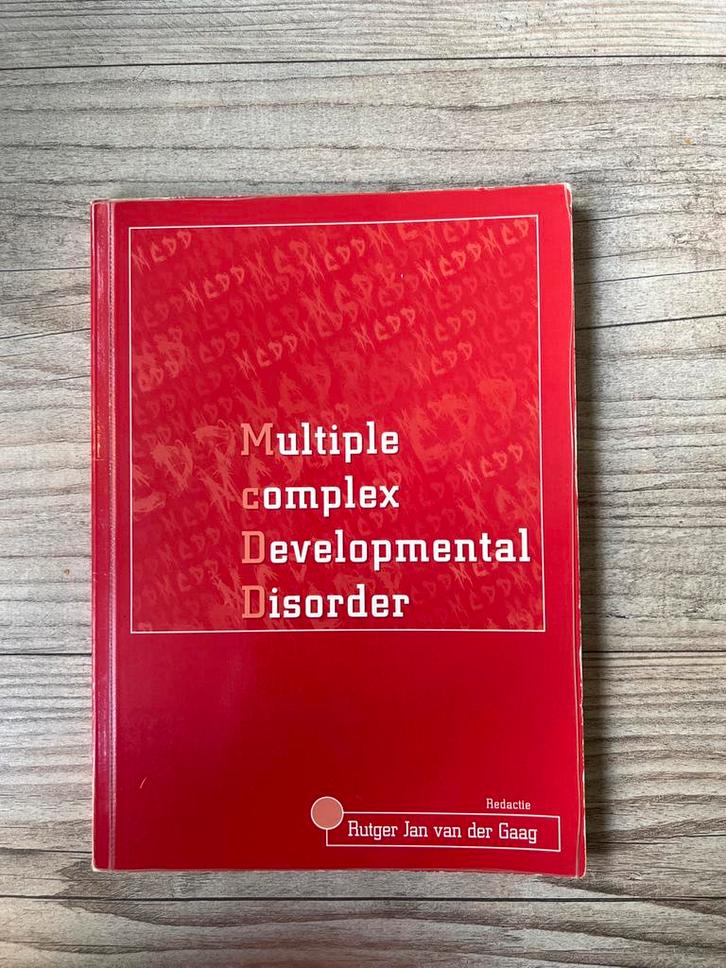 Multiple
complex
Developmental
Disorder
Redactie
Rutger Jan van der Gaag